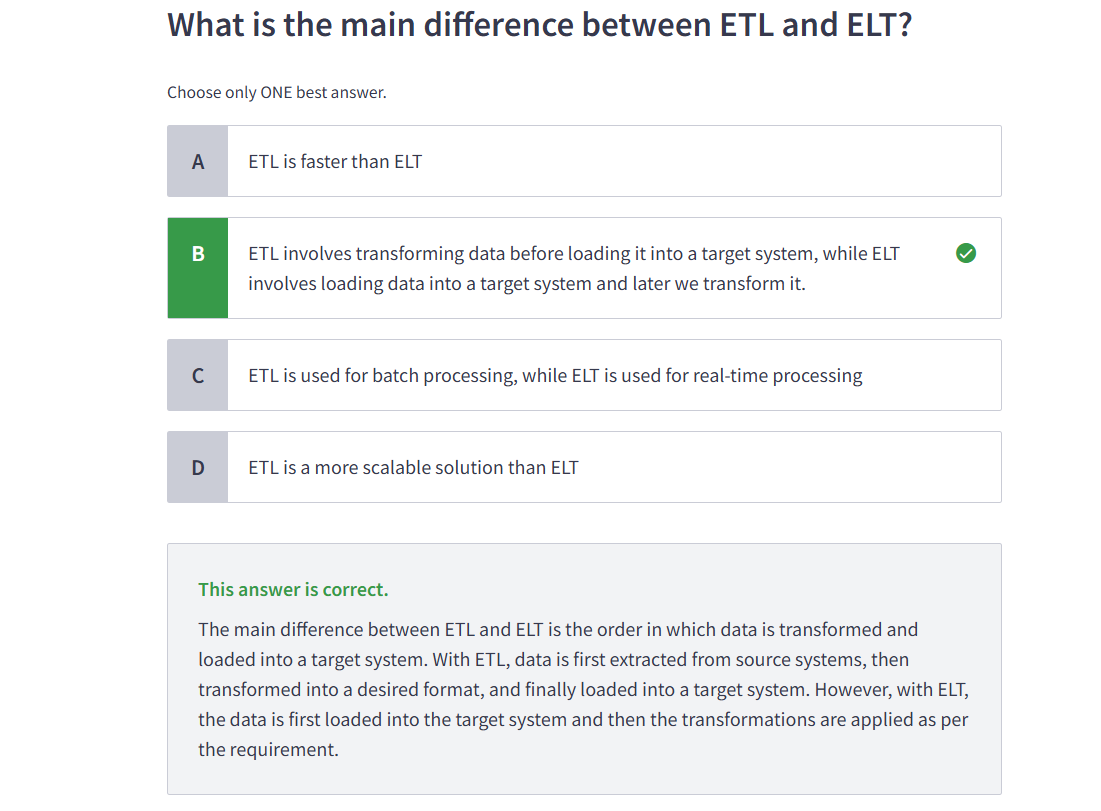 What is the main difference between ETL and ELT?
Choose only ONE best answer.
A
ETL is faster than ELT
B
ETL involves transforming data before loading it into a target system, while ELT
involves loading data into a target system and later we transform it.
C
ETL is used for batch processing, while ELT is used for real-time processing
D
ETL is a more scalable solution than ELT
This answer is correct.
The main difference between ETL and ELT is the order in which data is transformed and
loaded into a target system. With ETL, data is first extracted from source systems, then
transformed into a desired format, and finally loaded into a target system. However, with ELT,
the data is first loaded into the target system and then the transformations are applied as per
the requirement.